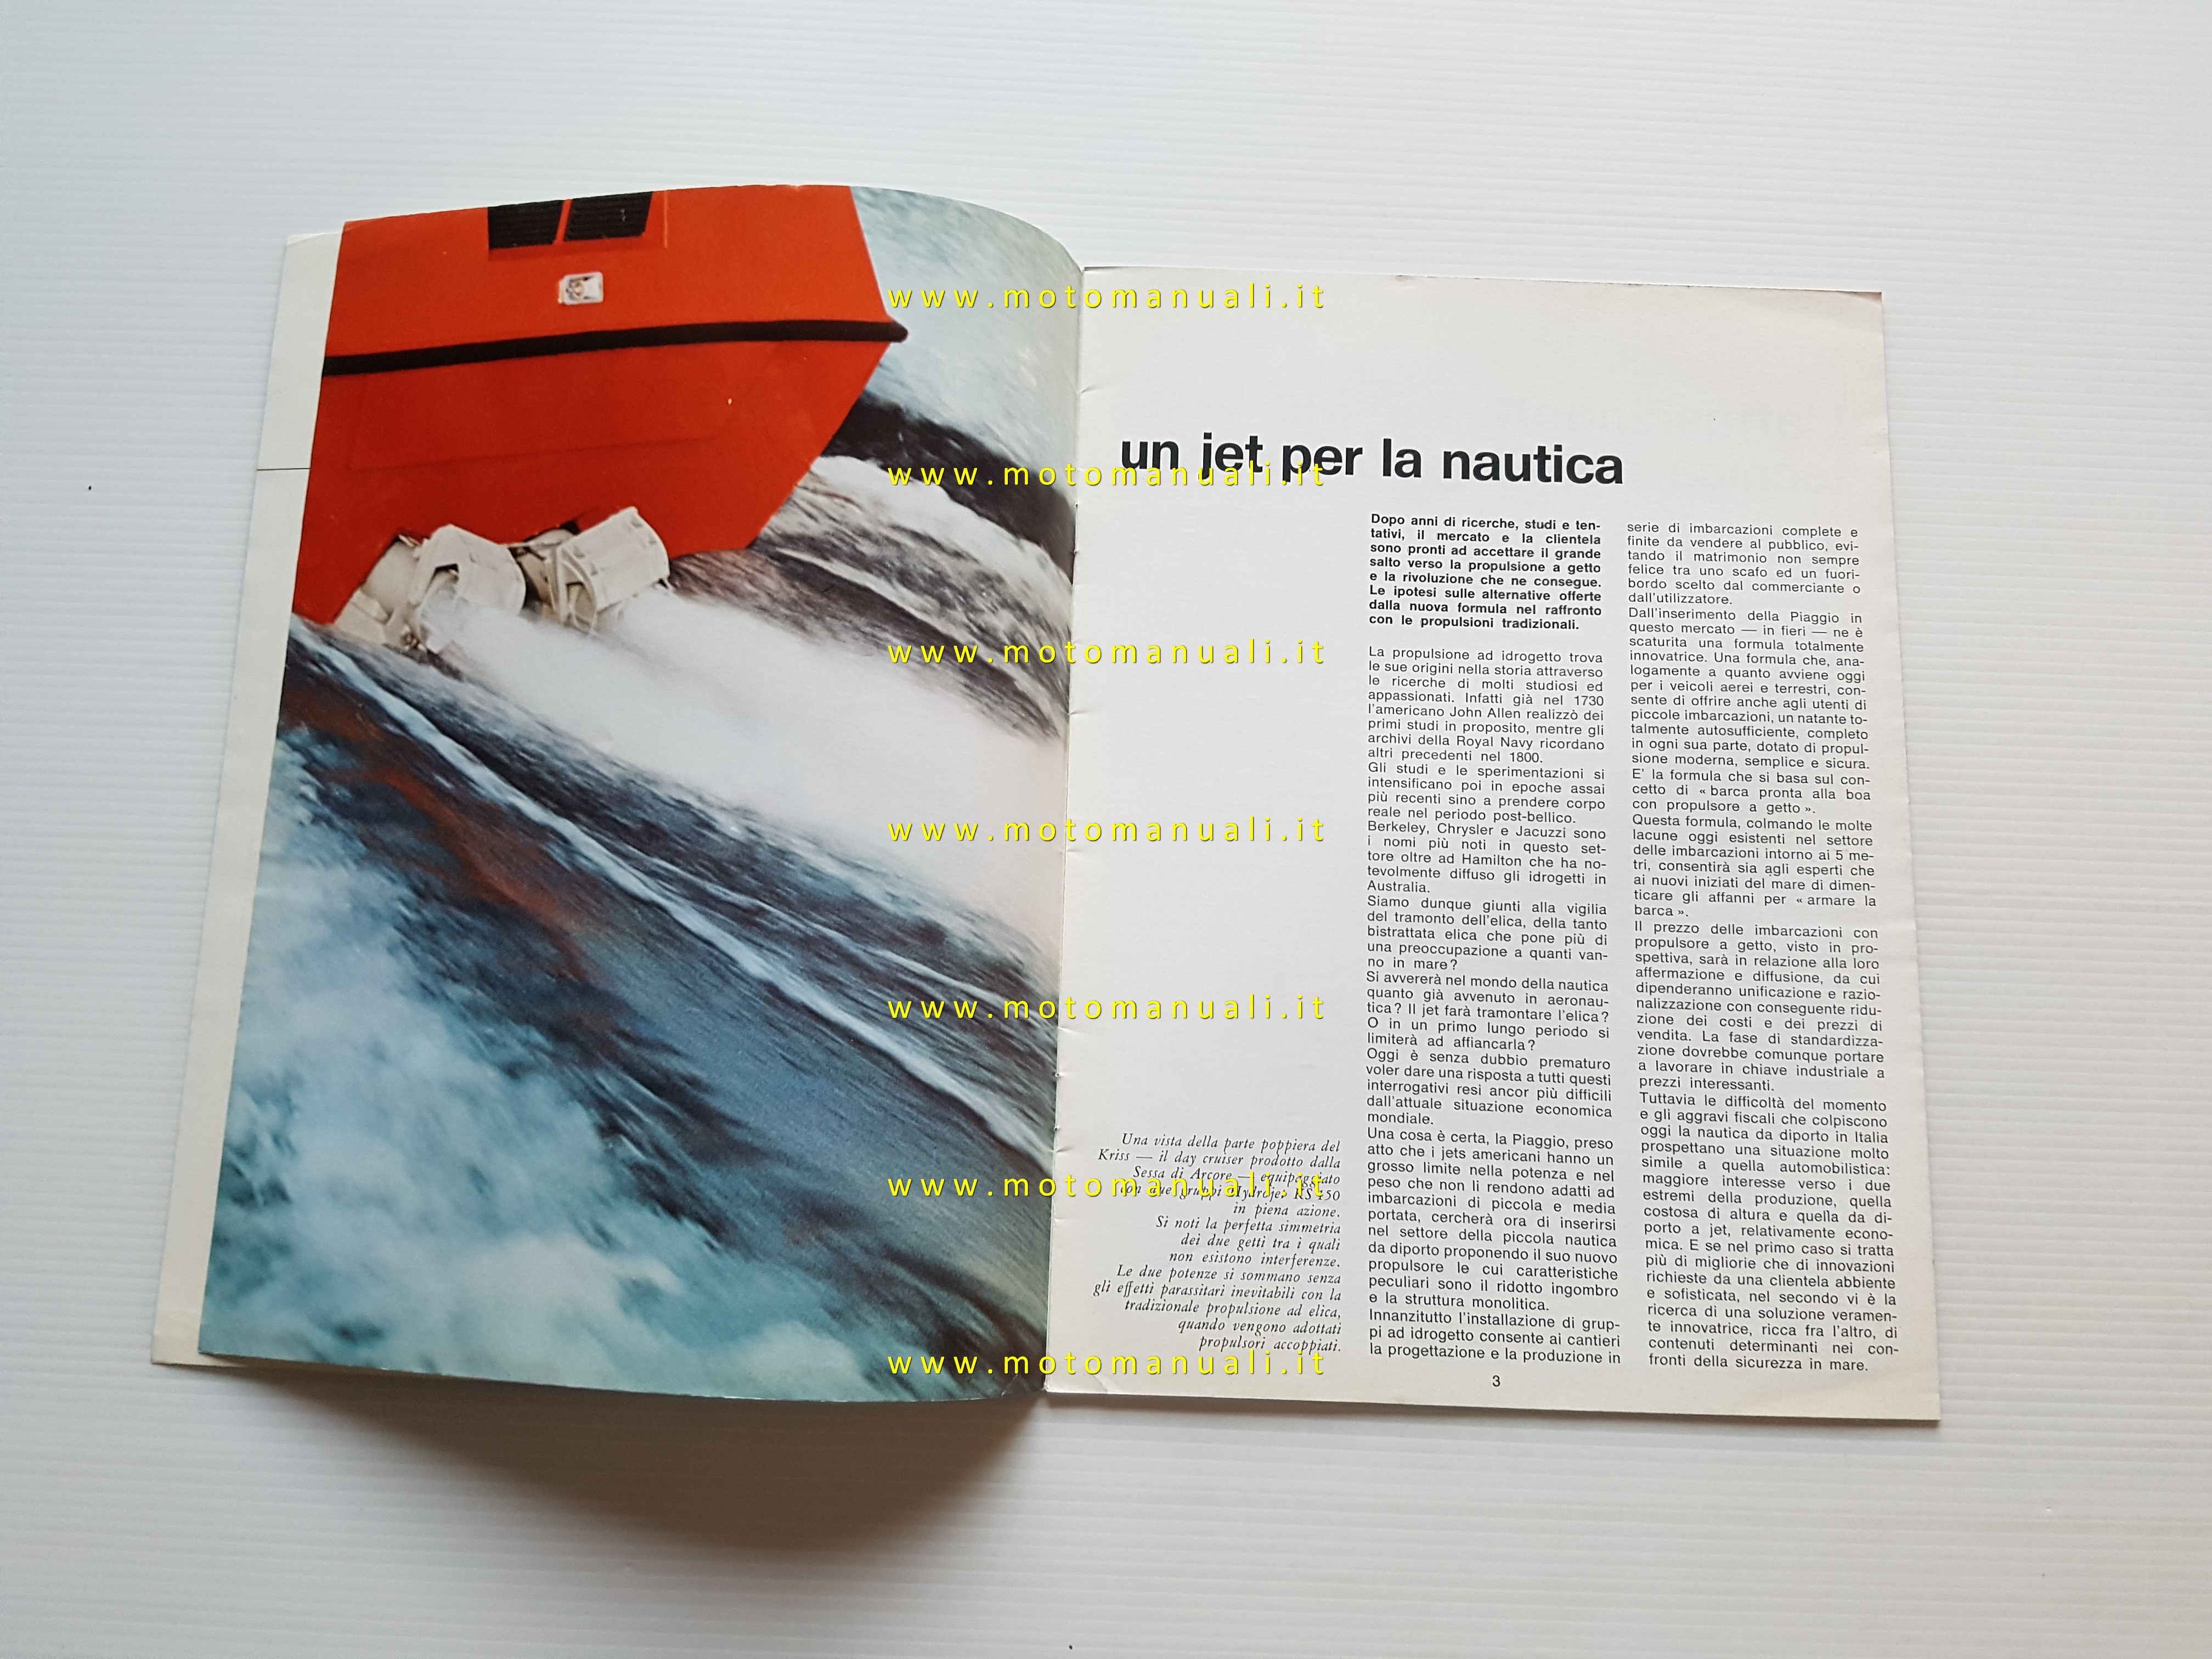 un jet per la nautica
Dopo anni di ricerche, studi e ten-
tativi, il mercato e la clientela
sono pronti ad accettare il grande
salto verso la propulsione a getto
e la rivoluzione che ne consegue.
Le ipotesi sulle alternative offerte
dalla nuova formula nel raffronto
con le propulsioni tradizionali.
La propulsione ad idrogetto trova
le sue origini nella storia attraverso
le ricerche di molti studiosi ed
appassionati. Infatti già nel 1730
l'americano John Allen realizzò dei
primi studi in proposito, mentre gli
archivi della Royal Navy ricordano
altri precedenti nel 1800.
Gli studi e le sperimentazioni si
intensificano poi in epoche assai
più recenti sino a prendere corpo
reale nel periodo post-bellico.
Berkeley, Chrysler e Jacuzzi sono
i nomi più noti in questo set-
tore oltre ad Hamilton che ha no-
tevolmente diffuso gli idrogetti in
Australia.
Siamo dunque giunti alla vigilia
del tramonto dell'elica, della tanto
bistrattata elica che pone più di
una preoccupazione a quanti van-
no in mare?
Si avvererà nel mondo della nautica
quanto già avvenuto in aeronau-
tica? Il jet farà tramontare l'elica?
O in un primo lungo periodo si
limiterà ad affiancarla?
Oggi è senza dubbio prematuro
voler dare una risposta a tutti questi
interrogativi resi ancor più difficili
dall'attuale situazione economica
mondiale.
Una cosa è certa, la Piaggio, preso
atto che i jets americani hanno un
grosso limite nella potenza e nel
peso che non li rendono adatti ad
imbarcazioni di piccola e media
portata, cercherà ora di inserirsi
nel settore della piccola nautica
da diporto proponendo il suo nuovo
propulsore le cui caratteristiche
peculiari sono il ridotto ingombro
e la struttura monolitica.
Innanzitutto l'installazione di grup-
pi ad idrogetto consente ai cantieri
la progettazione e la produzione in
serie di imbarcazioni complete e
finite da vendere al pubblico, evi-
tando il matrimonio non sempre
felice tra uno scafo ed un fuori-
bordo scelto dal commerciante o
dall'utilizzatore.
Dall'inserimento della Piaggio in
questo mercato — in fieri — ne è
scaturita una formula totalmente
innovatrice. Una formula che, ana-
logamente a quanto avviene oggi
per i veicoli aerei e terrestri, con-
sente di offrire anche agli utenti di
piccole imbarcazioni, un natante to-
talmente autosufficiente, completo
in ogni sua parte, dotato di propul-
sione moderna, semplice e sicura.
E' la formula che si basa sul con-
cetto di « barca pronta alla boa
con propulsore a getto ».
Questa formula, colmando le molte
lacune oggi esistenti nel settore
delle imbarcazioni intorno ai 5 me-
tri, consentirà sia agli esperti che
ai nuovi iniziati del mare di dimen-
ticare gli affanni per « armare la
barca ».
Il prezzo delle imbarcazioni con
propulsore a getto, visto in pro-
spettiva, sarà in relazione alla loro
affermazione e diffusione, da cui
dipenderanno unificazione e razio-
nalizzazione con conseguente ridu-
zione dei costi e dei prezzi di
vendita. La fase di standardizza-
zione dovrebbe comunque portare
a lavorare in chiave industriale a
prezzi interessanti.
Tuttavia le difficoltà del momento
e gli aggravi fiscali che colpiscono
oggi la nautica da diporto in Italia
prospettano una situazione molto
simile a quella automobilistica:
maggiore interesse verso i due
estremi della produzione, quella
costosa di altura e quella da di-
porto a jet, relativamente econo-
mica. E se nel primo caso si tratta
più di migliorie che di innovazioni
richieste da una clientela abbiente
e sofisticata, nel secondo vi è la
ricerca di una soluzione veramen-
te innovatrice, ricca fra l'altro, di
contenuti determinanti nei con-
fronti della sicurezza in mare.
Una vista della parte poppiera del
Kriss — il day cruiser prodotto dalla
Sessa di Arcore — equipaggiato
con due gruppi Hydrojet KS 150
in piena azione.
Si noti la perfetta simmetria
dei due getti tra i quali
non esistono interferenze.
Le due potenze si sommano senza
gli effetti parassitari inevitabili con la
tradizionale propulsione ad elica,
quando vengono adottati
propulsori accoppiati.
3
www.motomanuali.it
www.motomanuali.it
www.motomanuali.it
www.motomanuali.it
www.motomanuali.it
www.motomanuali.it
www.motomanuali.it